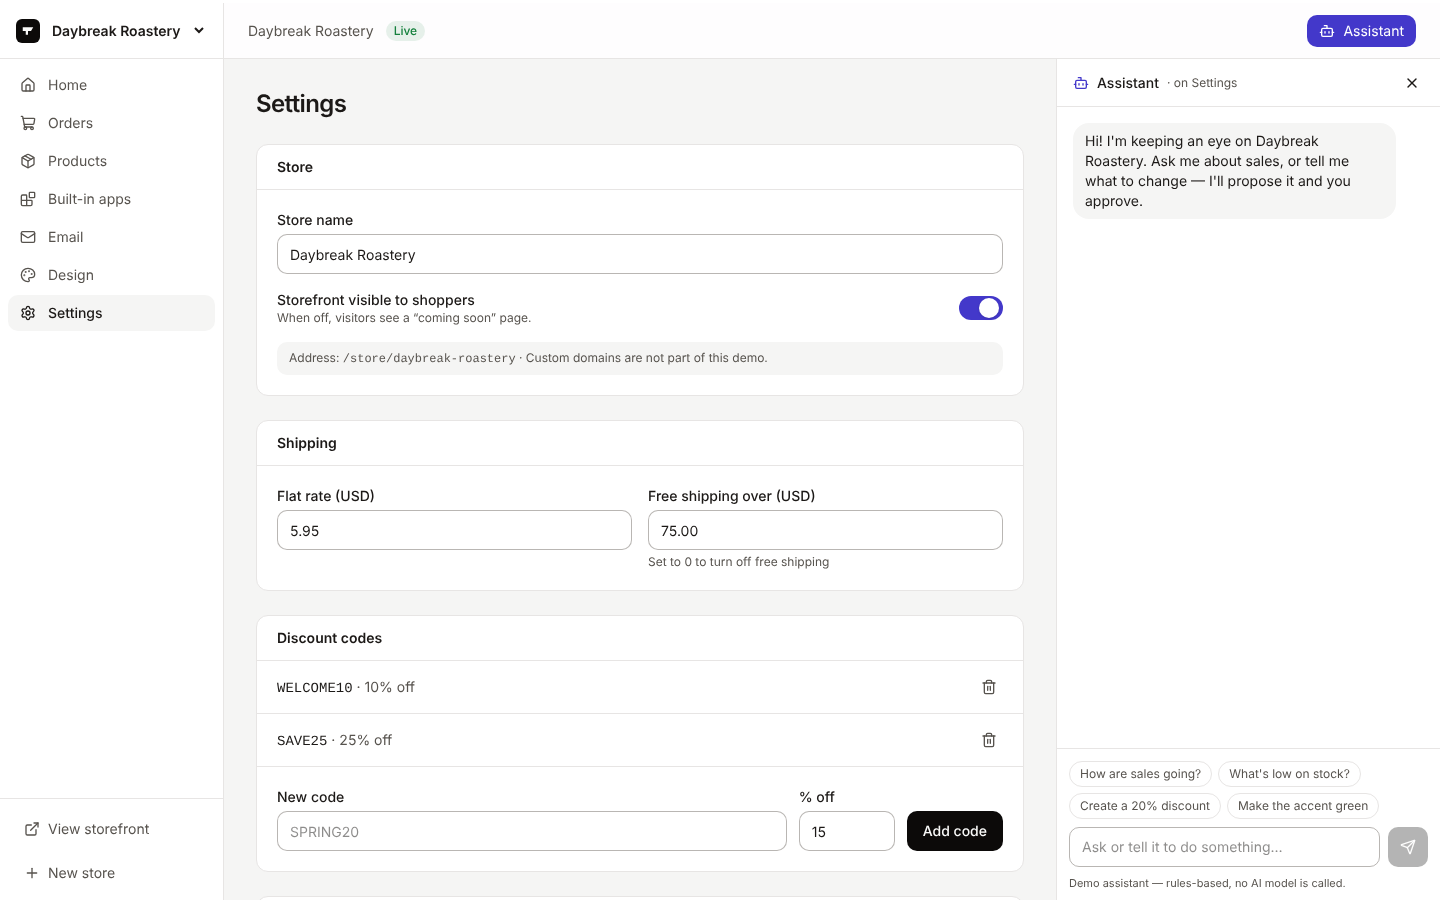 Daybreak Roastery
Daybreak Roastery
Live
Assistant
Home
Orders
Products
Built-in apps
Email
Design
Settings
View storefront
New store
Settings
Store
Store name
Daybreak Roastery
Storefront visible to shoppers
When off, visitors see a “coming soon” page.
Address: /store/daybreak-roastery · Custom domains are not part of this demo.
Shipping
Flat rate (USD)
Free shipping over (USD)
5.95
75.00
Set to 0 to turn off free shipping
Discount codes
WELCOME10 · 10% off
SAVE25 · 25% off
New code
% off
SPRING20
15
Add code
Assistant · on Settings
Hi! I'm keeping an eye on Daybreak
Roastery. Ask me about sales, or tell me
what to change — I'll propose it and you
approve.
How are sales going?
What's low on stock?
Create a 20% discount
Make the accent green
Ask or tell it to do something...
Demo assistant — rules-based, no AI model is called.